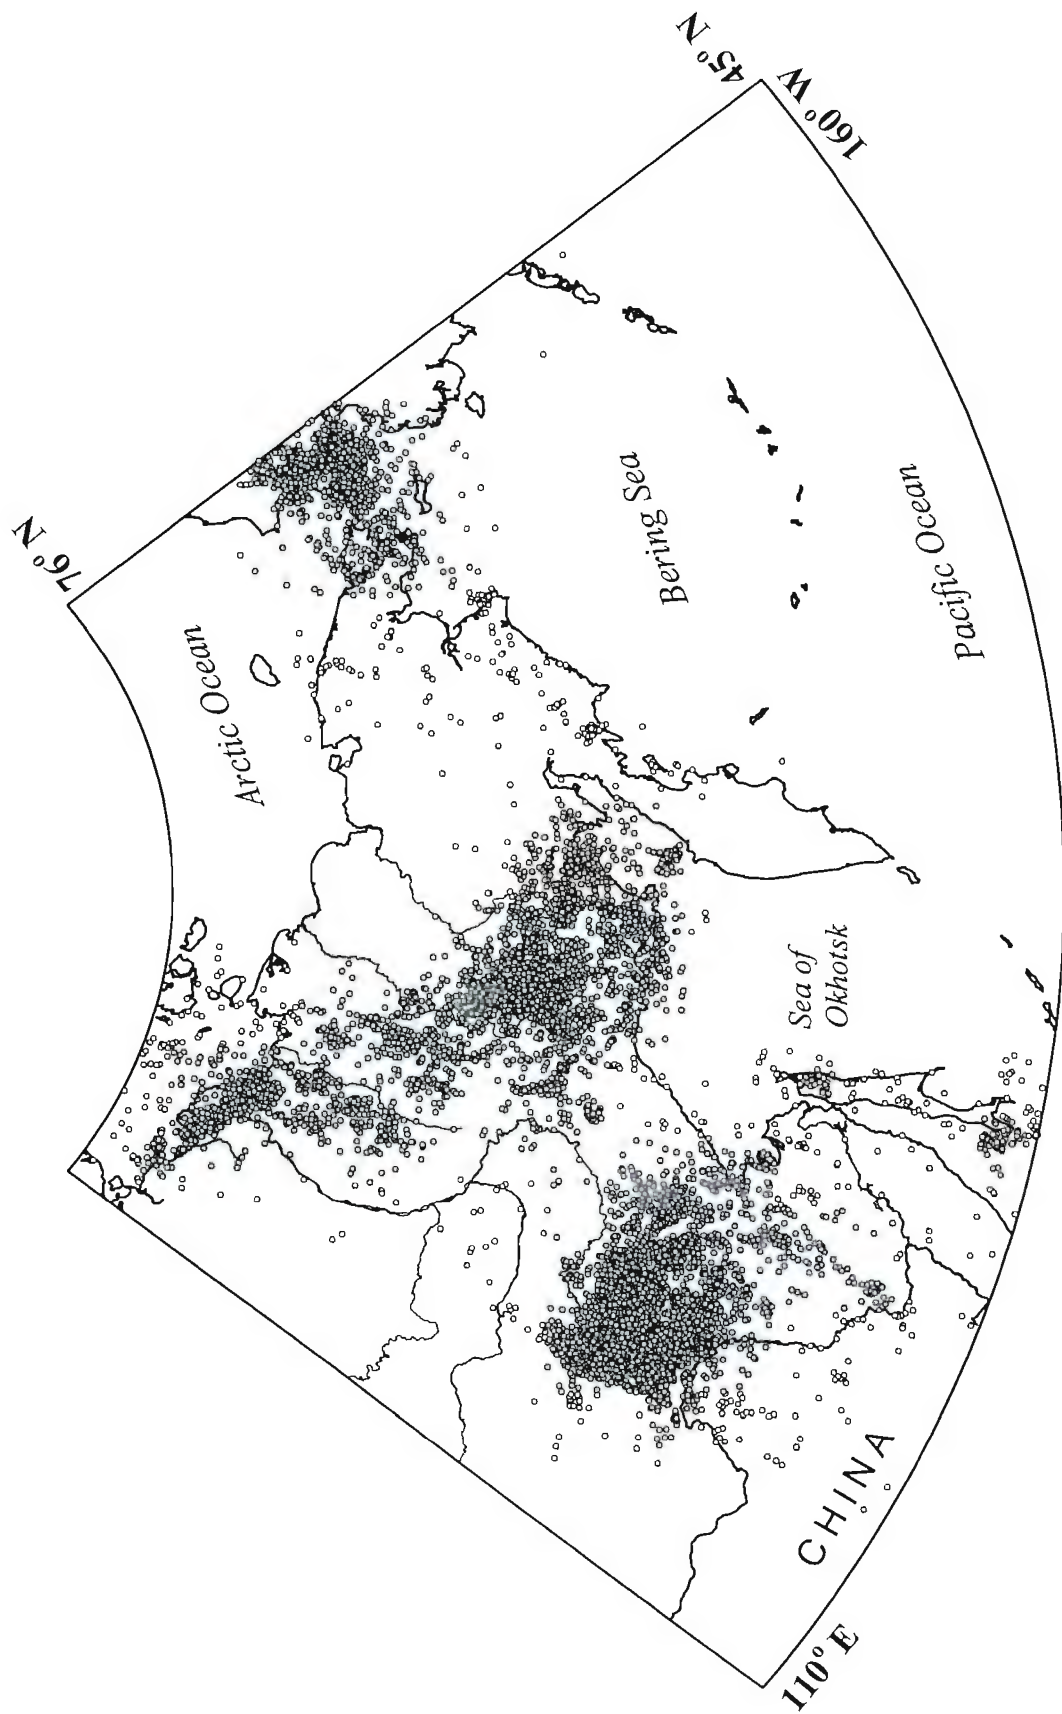 76° N
45° N
160° W
Arctic Ocean
Bering Sea
Pacific Ocean
Sea of
Okhotsk
CHINA
110° E